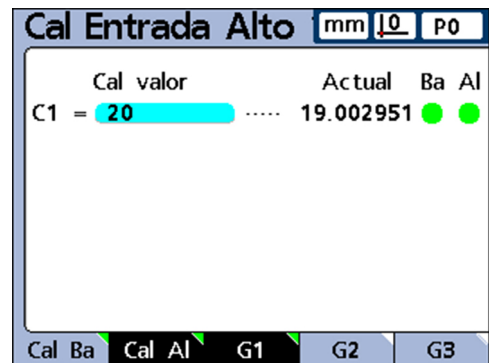 Cal Entrada Alto mm 0 P0
Cal valor Actual Ba Al
C1 = 20 ..... 19.002951
Cal Ba Cal Al G1 G2 G3